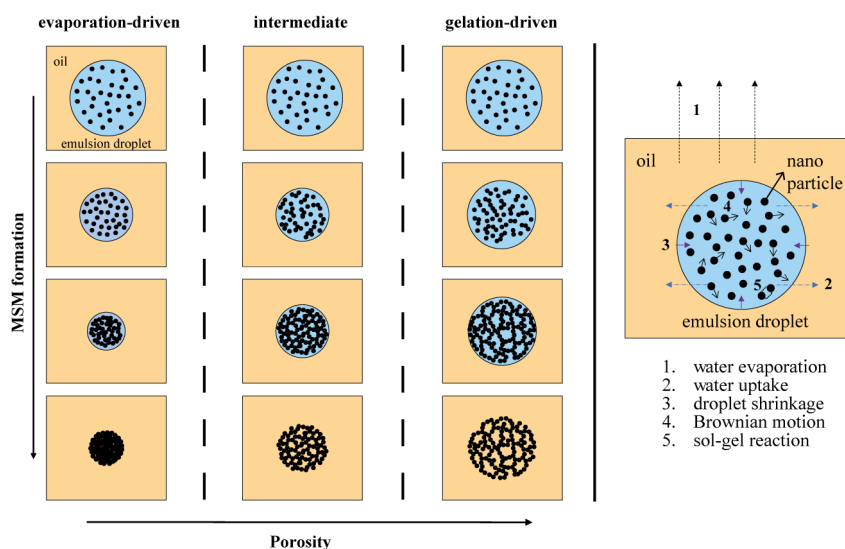 evaporation-driven
intermediate
gelation-driven
oil
emulsion droplet
MSM formation
Porosity
1
oil
nano
particle
4
3
5
2
emulsion droplet
1. water evaporation
2. water uptake
3. droplet shrinkage
4. Brownian motion
5. sol-gel reaction